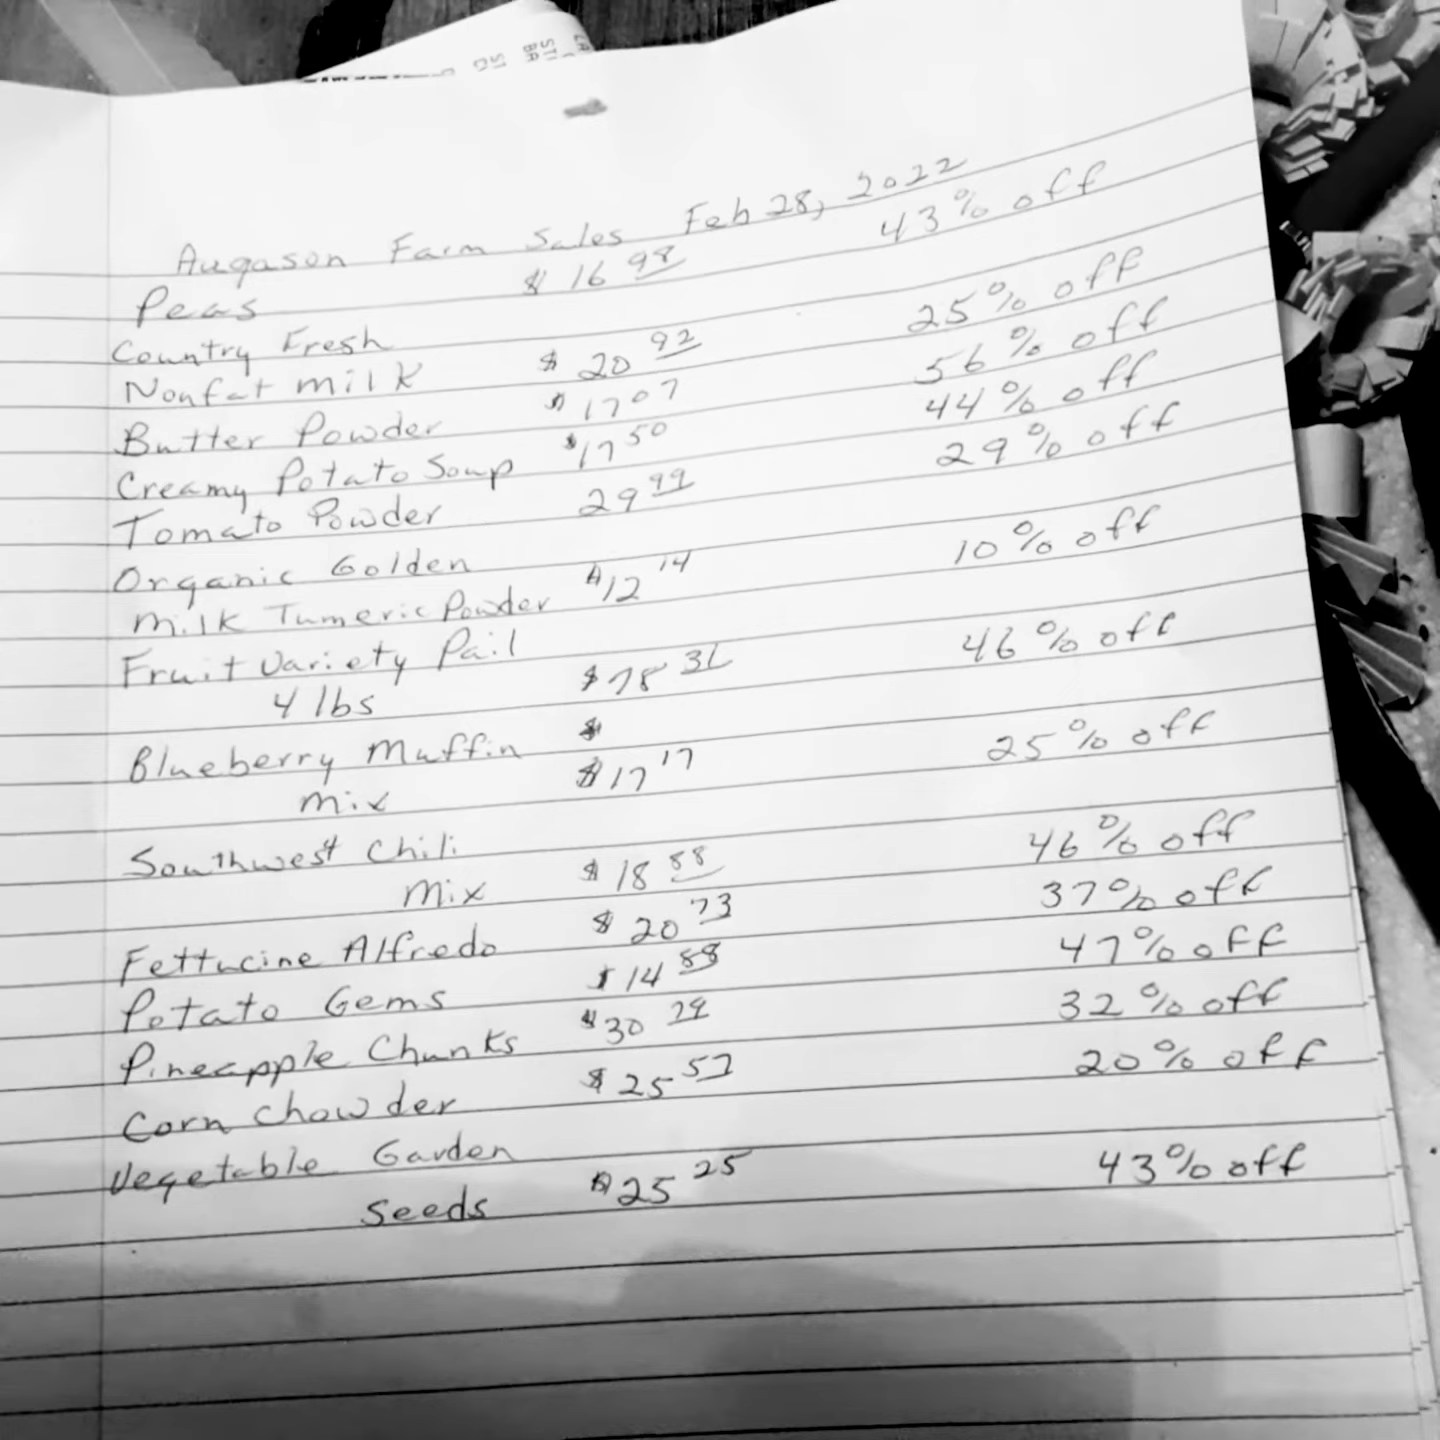 Augason Farm Sales Feb 28, 2022
Peas $ 16 98 43% off
Country Fresh
Nonfat milk $ 20 92 25% off
Butter Powder $ 17 07 56% off
Creamy Potato Soup $ 17 50 44% off
Tomato Powder 29 99 29% off
Organic Golden
Milk Tumeric Powder $ 12 14 10% off
Fruit Variety Pail
4 lbs 46% off
Blueberry Muffin $
mix $ 17 17 25% off
Southwest Chili
Mix $ 18 88 46% off
Fettucine Alfredo $ 20 73 37% off
Potato Gems $ 14 88 47% off
Pineapple Chunks $ 30 32% off
Corn Chowder $ 25 20% off
Vegetable Garden
Seeds $ 25 25 43% off